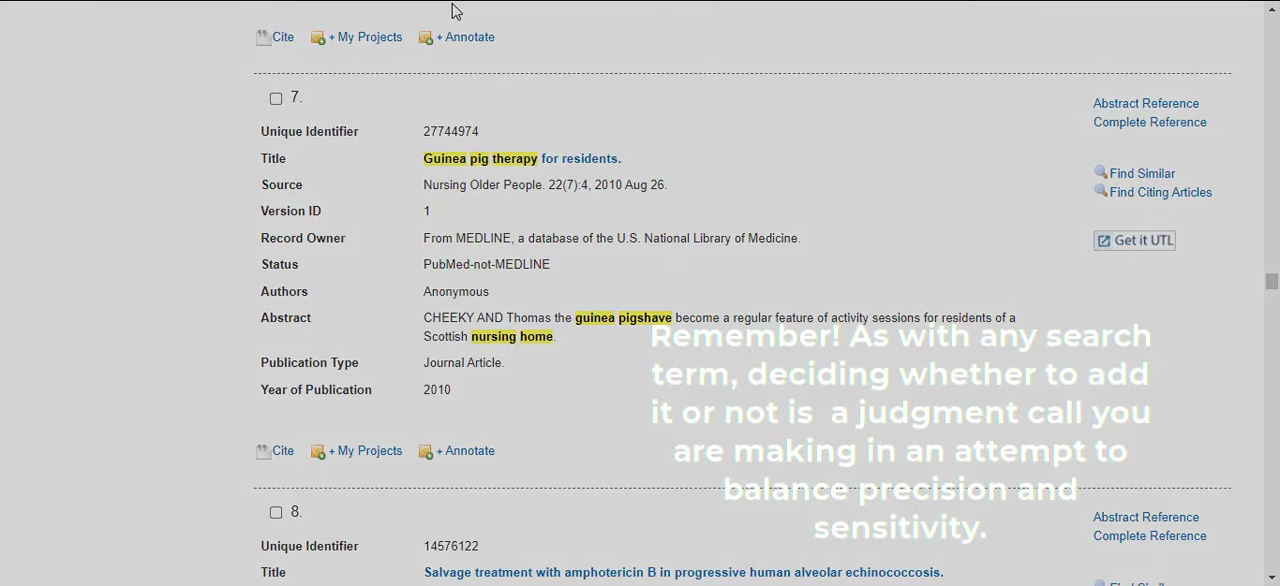 Cite + My Projects + Annotate
7.
Abstract Reference
Complete Reference
Unique Identifier 27744974
Title Guinea pig therapy for residents.
Find Similar
Source Nursing Older People. 22(7):4, 2010 Aug 26.
Find Citing Articles
Version ID 1
Record Owner From MEDLINE, a database of the U.S. National Library of Medicine.
Get it UTL
Status PubMed-not-MEDLINE
Authors Anonymous
Abstract CHEEKY AND Thomas the guinea pigshave become a regular feature of activity sessions for residents of a
Scottish nursing home.
Publication Type Journal Article.
Year of Publication 2010
Remember! As with any search
term, deciding whether to add
it or not is a judgment call you
are making in an attempt to
balance precision and
sensitivity.
Cite + My Projects + Annotate
8.
Abstract Reference
Complete Reference
Unique Identifier 14576122
Title Salvage treatment with amphotericin B in progressive human alveolar echinococcosis.
Find Similar